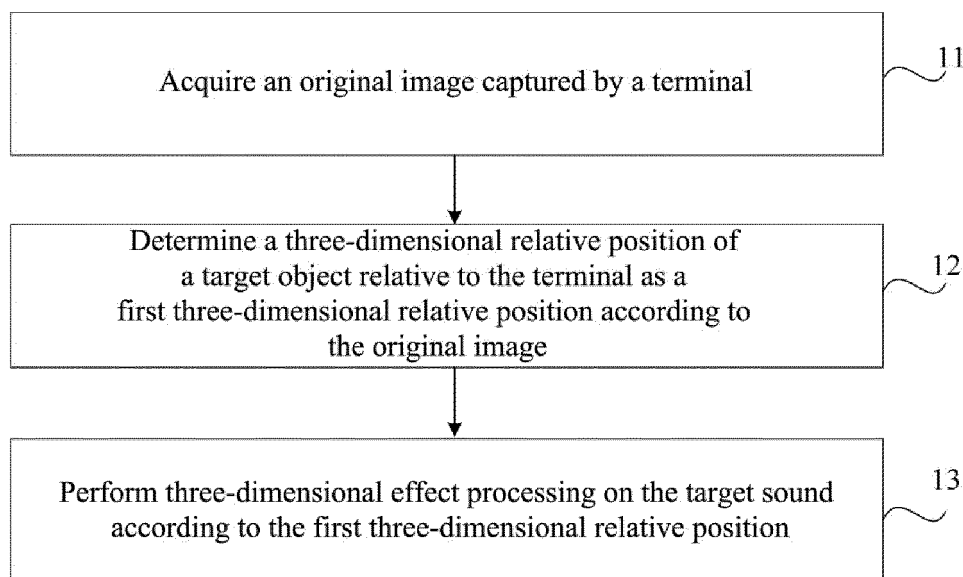 Acquire an original image captured by a terminal
11
Determine a three-dimensional relative position of
a target object relative to the terminal as a
first three-dimensional relative position according to
the original image
12
Perform three-dimensional effect processing on the target sound
according to the first three-dimensional relative position
13